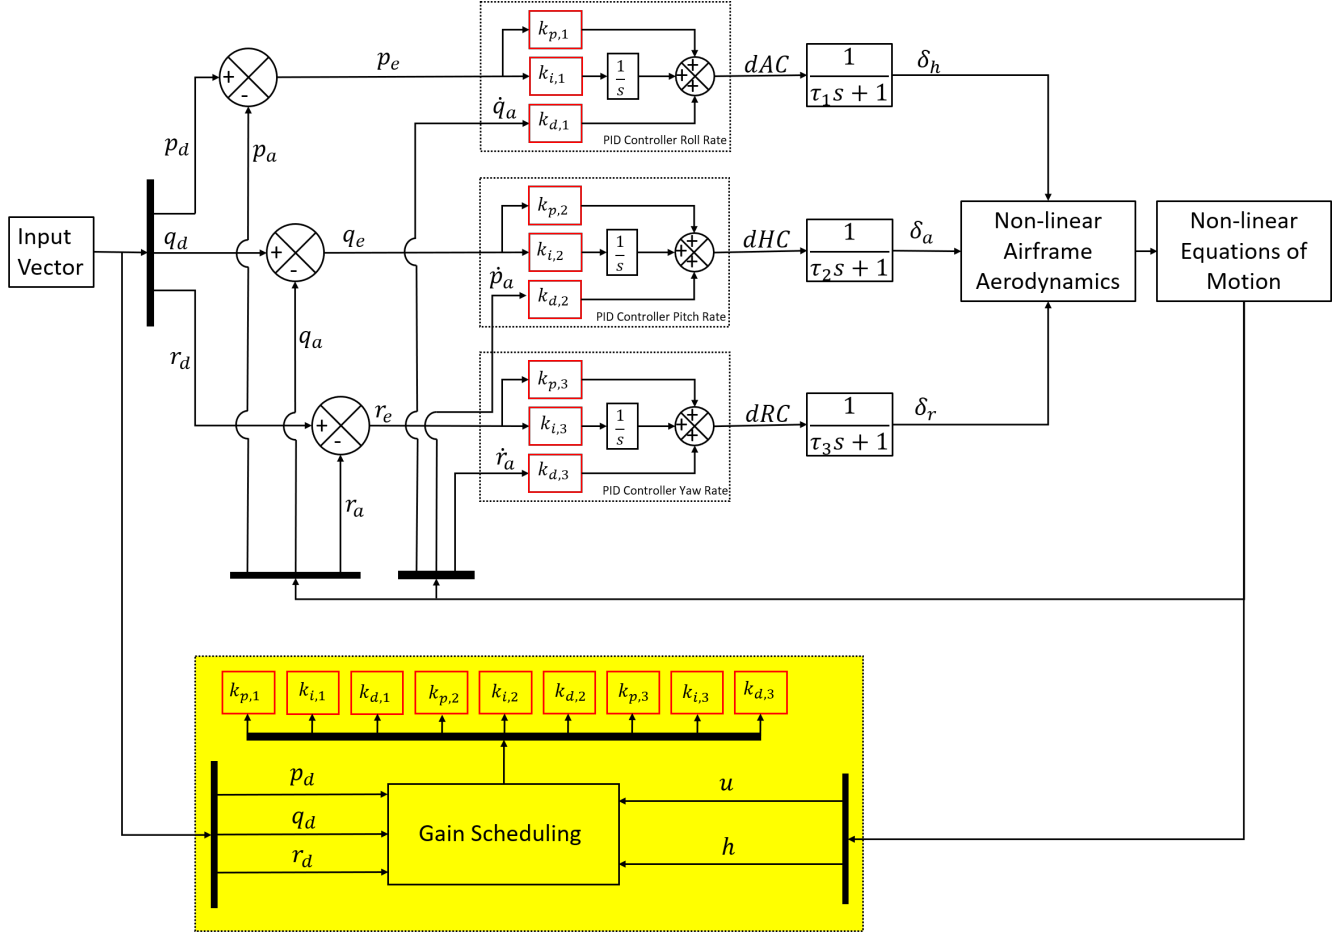 Input
Vector
p_d
q_d
r_d
+
-
p_a
+
-
q_a
+
-
r_a
p_e
q_e
r_e
q̇_a
k_{p,1}
k_{i,1}
1
s
k_{d,1}
+
+
+
PID Controller Roll Rate
ṗ_a
k_{p,2}
k_{i,2}
1
s
k_{d,2}
+
+
+
PID Controller Pitch Rate
ṙ_a
k_{p,3}
k_{i,3}
1
s
k_{d,3}
+
+
+
PID Controller Yaw Rate
dAC
1
τ_1s + 1
δ_h
dHC
1
τ_2s + 1
δ_a
dRC
1
τ_3s + 1
δ_r
Non-linear
Airframe
Aerodynamics
Non-linear
Equations of
Motion
k_{p,1} k_{i,1} k_{d,1} k_{p,2} k_{i,2} k_{d,2} k_{p,3} k_{i,3} k_{d,3}
p_d
q_d
r_d
Gain Scheduling
u
h